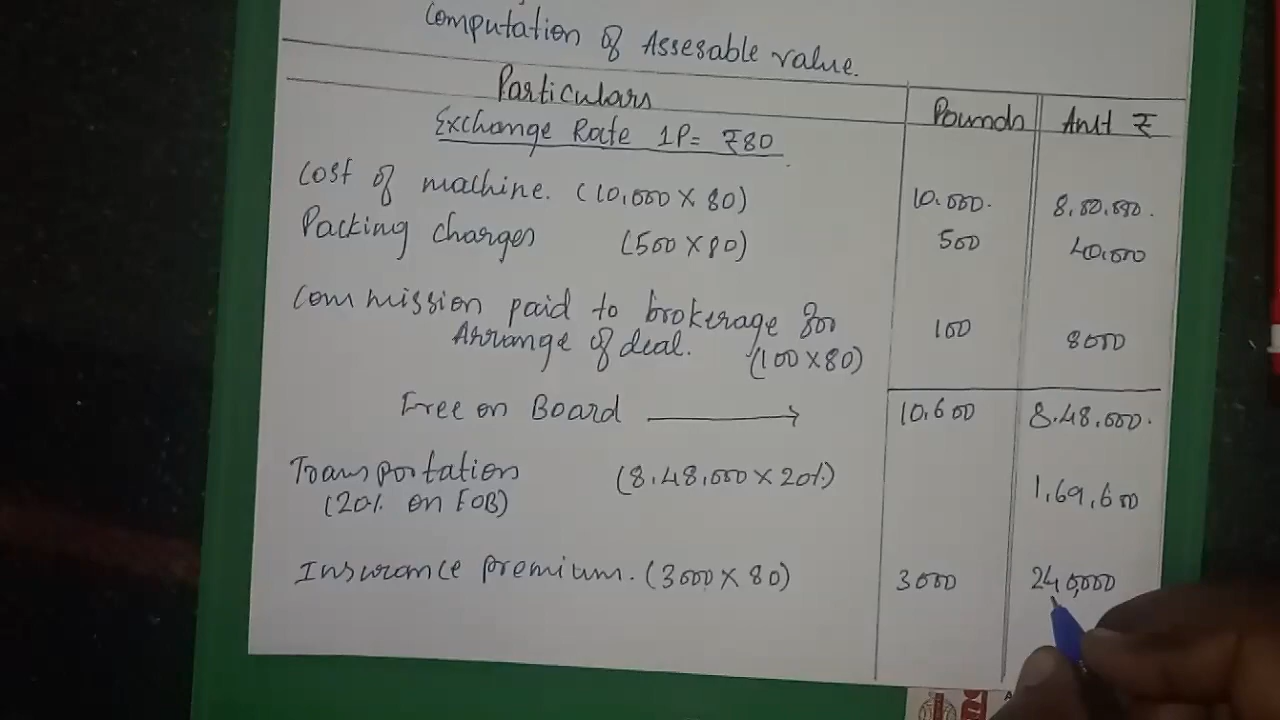 Computation of Assesable value.
Particulars Pounds Amt ₹
Exchange Rate 1P= ₹80
Cost of machine. (10,000 X 80) 10.000. 8,00,000.
Packing charges (500 X 80) 500 40,000
Commission paid to brokerage for 100 8000
Arrange of deal. (100 X 80)
Free on Board → 10,600 8.48.000.
Transportation (8.48,000 X 20%) 1,69,600
(20% on FOB)
Insurance premium. (3000 X 80) 3000 240,000